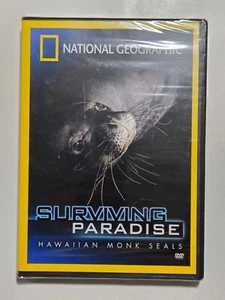 NATIONAL GEOGRAPHIC
SURVIVING
PARADISE
HAWAIIAN MONK SEALS
DVD